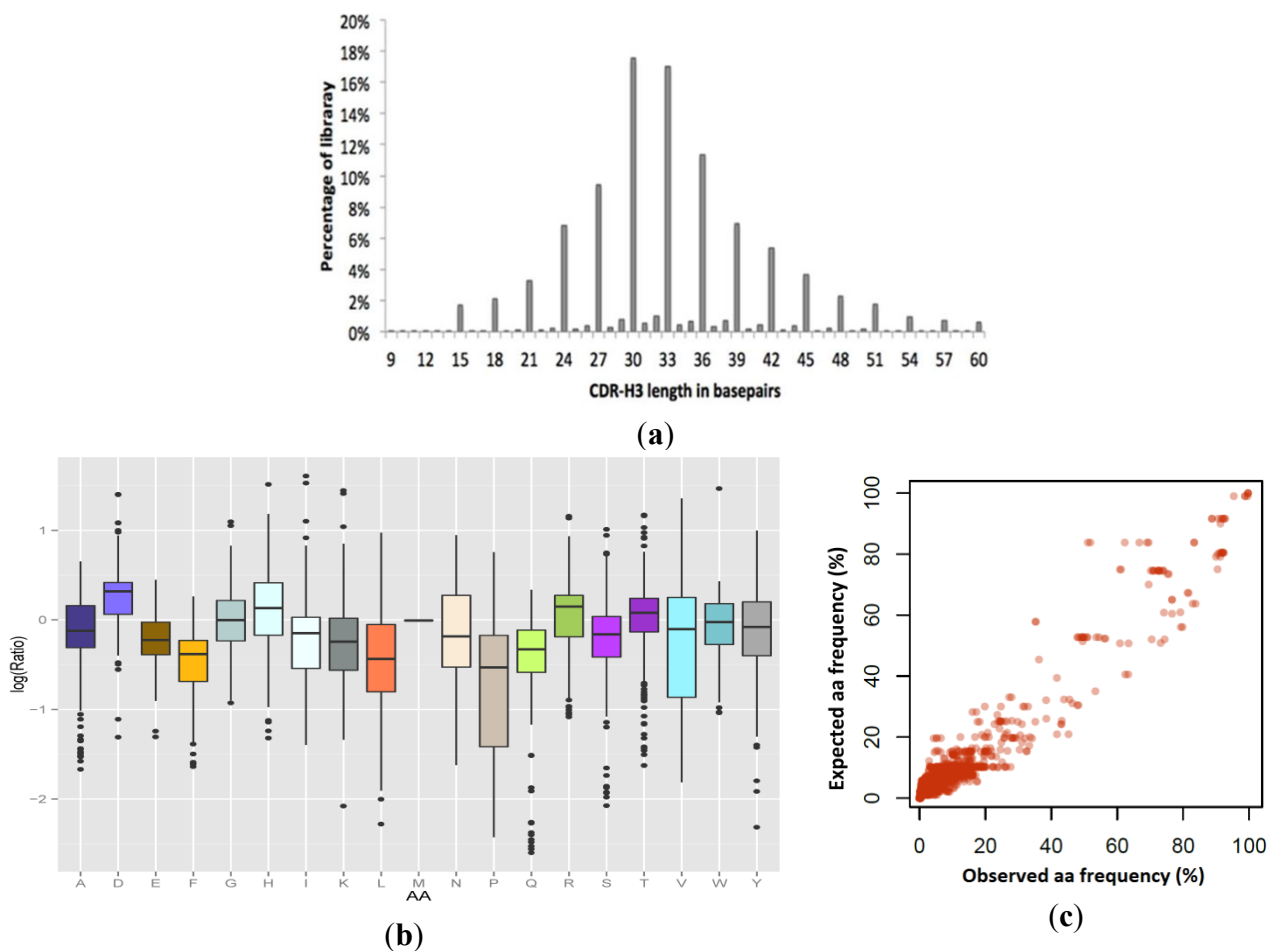 20%
18%
16%
14%
12%
10%
8%
6%
4%
2%
0%
Percentage of libraray
9 12 15 18 21 24 27 30 33 36 39 42 45 48 51 54 57 60
CDR-H3 length in basepairs
(a)
1
0
−1
−2
log(Ratio)
A D E F G H I K L M N P Q R S T V W Y
AA
(b)
100
80
60
40
20
0
Expected aa frequency (%)
0 20 40 60 80 100
Observed aa frequency (%)
(c)